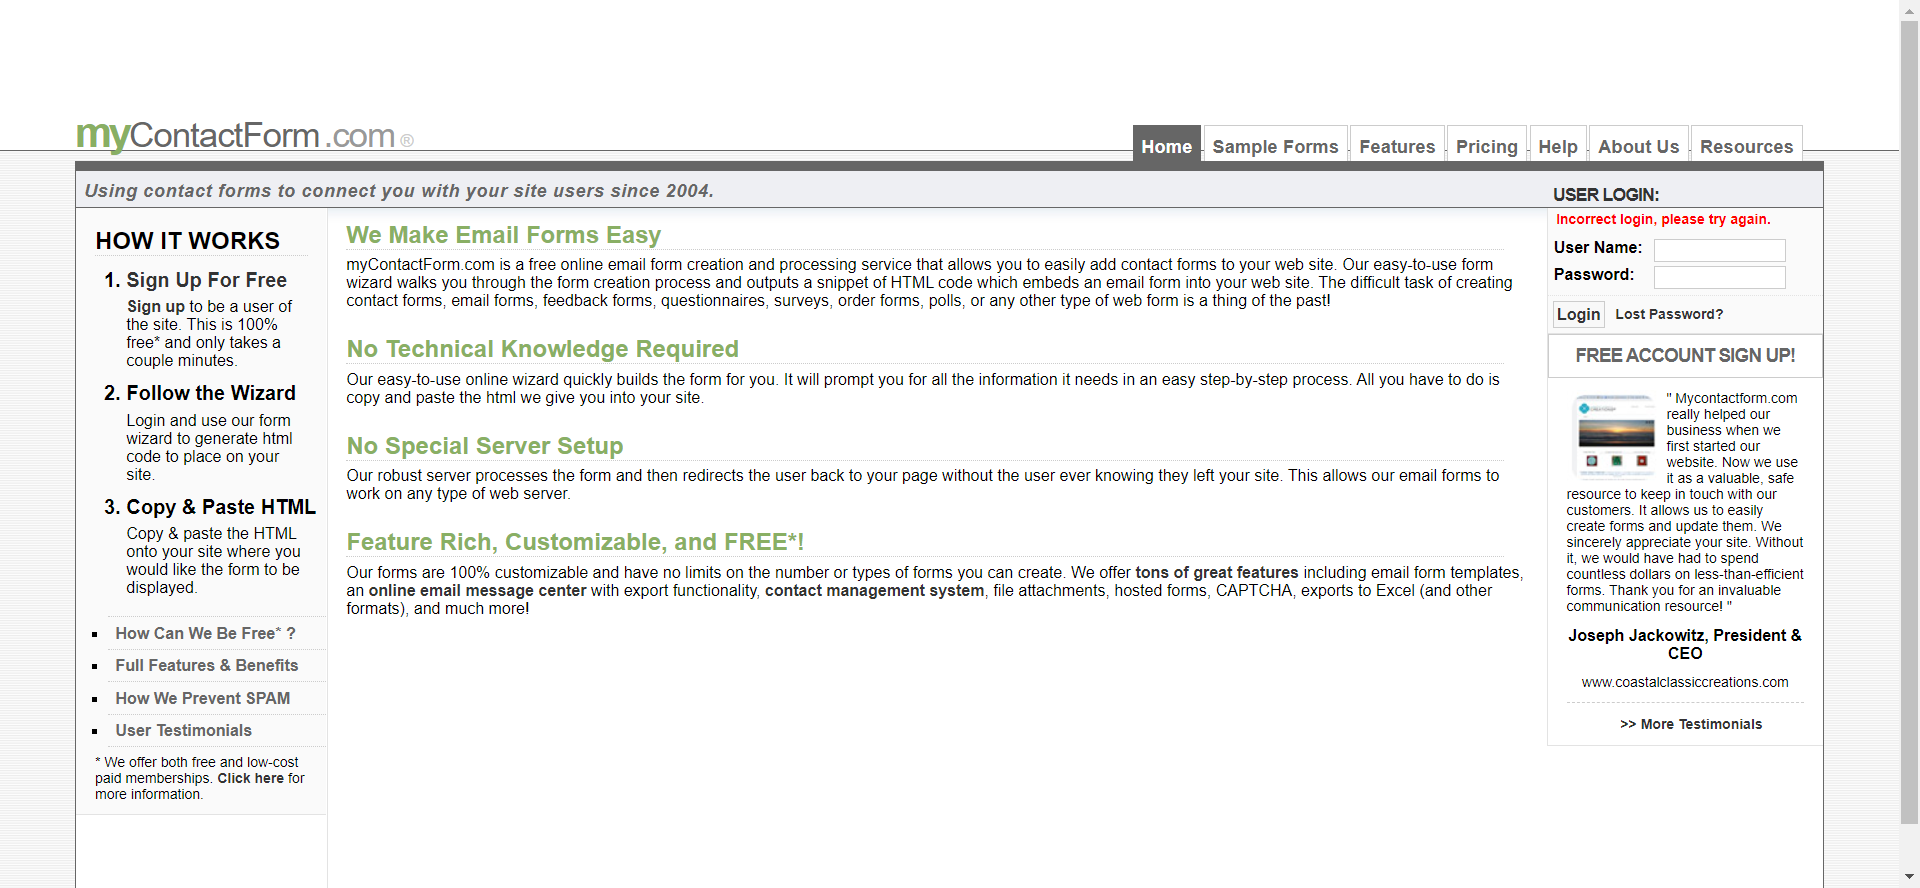 myContactForm.com®
Home
Sample Forms
Features
Pricing
Help
About Us
Resources
Using contact forms to connect you with your site users since 2004.
USER LOGIN:
HOW IT WORKS
1. Sign Up For Free
Sign up to be a user of
the site. This is 100%
free* and only takes a
couple minutes.
2. Follow the Wizard
Login and use our form
wizard to generate html
code to place on your
site.
3. Copy & Paste HTML
Copy & paste the HTML
onto your site where you
would like the form to be
displayed.
How Can We Be Free* ?
Full Features & Benefits
How We Prevent SPAM
User Testimonials
* We offer both free and low-cost
paid memberships. Click here for
more information.
We Make Email Forms Easy
myContactForm.com is a free online email form creation and processing service that allows you to easily add contact forms to your web site. Our easy-to-use form
wizard walks you through the form creation process and outputs a snippet of HTML code which embeds an email form into your web site. The difficult task of creating
contact forms, email forms, feedback forms, questionnaires, surveys, order forms, polls, or any other type of web form is a thing of the past!
No Technical Knowledge Required
Our easy-to-use online wizard quickly builds the form for you. It will prompt you for all the information it needs in an easy step-by-step process. All you have to do is
copy and paste the html we give you into your site.
No Special Server Setup
Our robust server processes the form and then redirects the user back to your page without the user ever knowing they left your site. This allows our email forms to
work on any type of web server.
Feature Rich, Customizable, and FREE*!
Our forms are 100% customizable and have no limits on the number or types of forms you can create. We offer tons of great features including email form templates,
an online email message center with export functionality, contact management system, file attachments, hosted forms, CAPTCHA, exports to Excel (and other
formats), and much more!
Incorrect login, please try again.
User Name:
Password:
Login
Lost Password?
FREE ACCOUNT SIGN UP!
" Mycontactform.com
really helped our
business when we
first started our
website. Now we use
it as a valuable, safe
resource to keep in touch with our
customers. It allows us to easily
create forms and update them. We
sincerely appreciate your site. Without
it, we would have had to spend
countless dollars on less-than-efficient
forms. Thank you for an invaluable
communication resource! "
Joseph Jackowitz, President &
CEO
www.coastalclassiccreations.com
>> More Testimonials